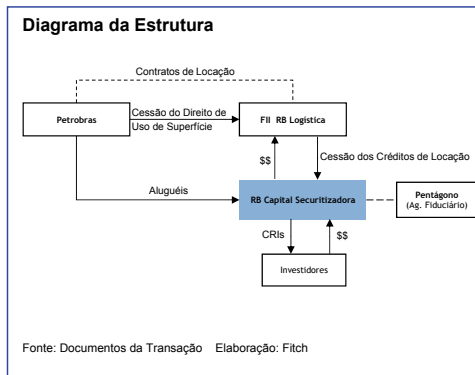 Diagrama da Estrutura
Contratos de Locação
Petrobras
Cessão do Direito de
Uso de Superfície
FII RB Logística
$$
Cessão dos Créditos de Locação
Aluguéis
RB Capital Securitizadora
Pentágono
(Ag. Fiduciário)
CRIs
$$
Investidores
Fonte: Documentos da Transação Elaboração: Fitch